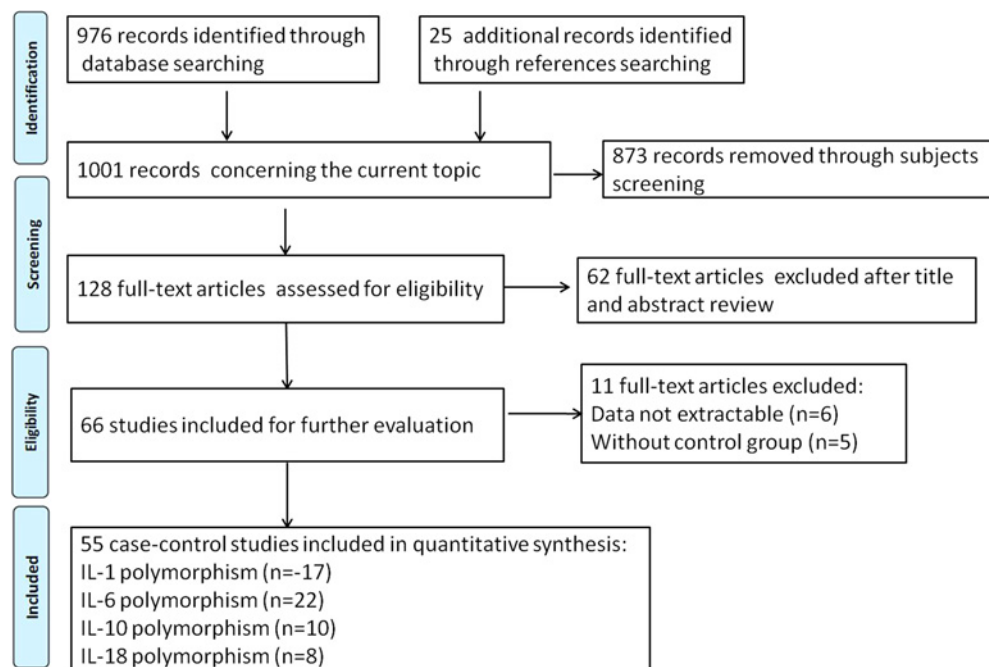 Identification
976 records identified through
database searching
25 additional records identified
through references searching
1001 records concerning the current topic
873 records removed through subjects
screening
Screening
128 full-text articles assessed for eligibility
62 full-text articles excluded after title
and abstract review
Eligibility
66 studies included for further evaluation
11 full-text articles excluded:
Data not extractable (n=6)
Without control group (n=5)
Included
55 case-control studies included in quantitative synthesis:
IL-1 polymorphism (n=-17)
IL-6 polymorphism (n=22)
IL-10 polymorphism (n=10)
IL-18 polymorphism (n=8)